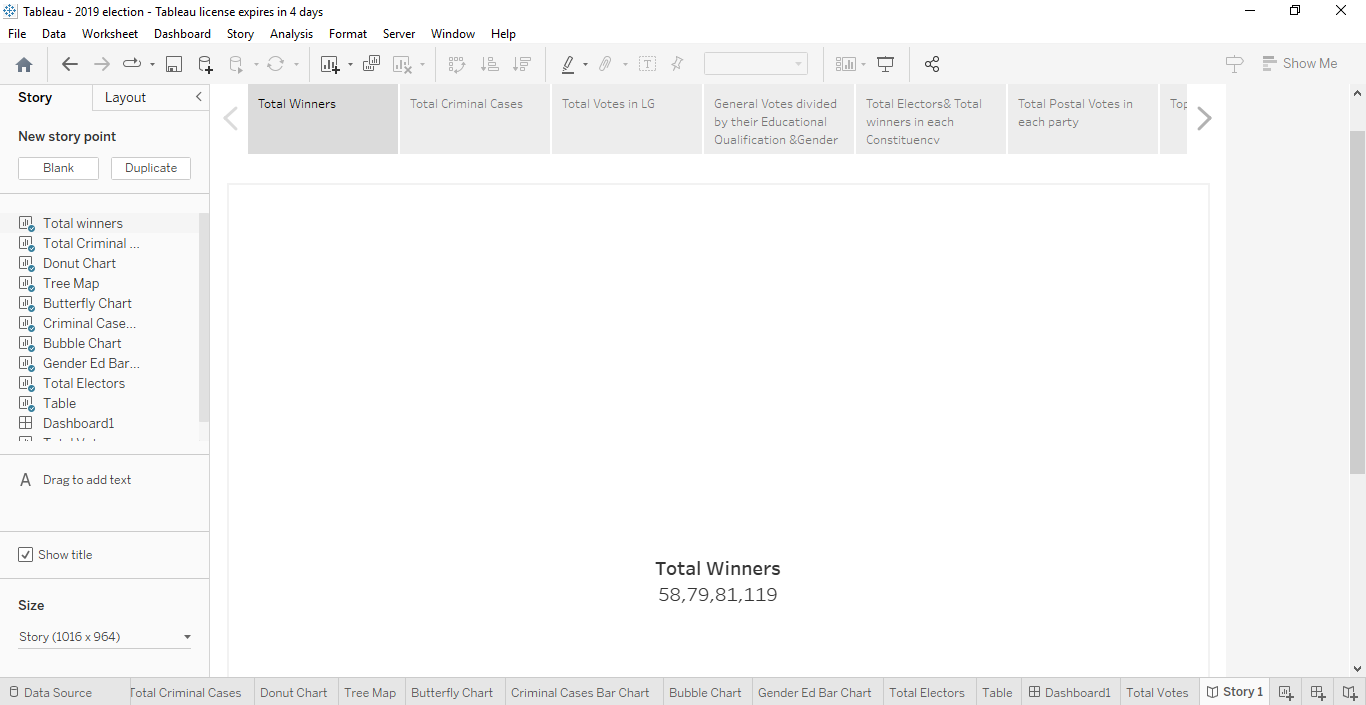 Tableau - 2019 election - Tableau license expires in 4 days
File Data Worksheet Dashboard Story Analysis Format Server Window Help
Show Me
Story Layout
New story point
Blank Duplicate
Total winners
Total Criminal ...
Donut Chart
Tree Map
Butterfly Chart
Criminal Case...
Bubble Chart
Gender Ed Bar...
Total Electors
Table
Dashboard1
A Drag to add text
Show title
Size
Story (1016 x 964)
Total Winners
Total Criminal Cases
Total Votes in LG
General Votes divided
by their Educational
Qualification &Gender
Total Electors& Total
winners in each
Constituency
Total Postal Votes in
each party
Total Winners
58,79,81,119
Data Source Total Criminal Cases Donut Chart Tree Map Butterfly Chart Criminal Cases Bar Chart Bubble Chart Gender Ed Bar Chart Total Electors Table Dashboard1 Total Votes Story 1